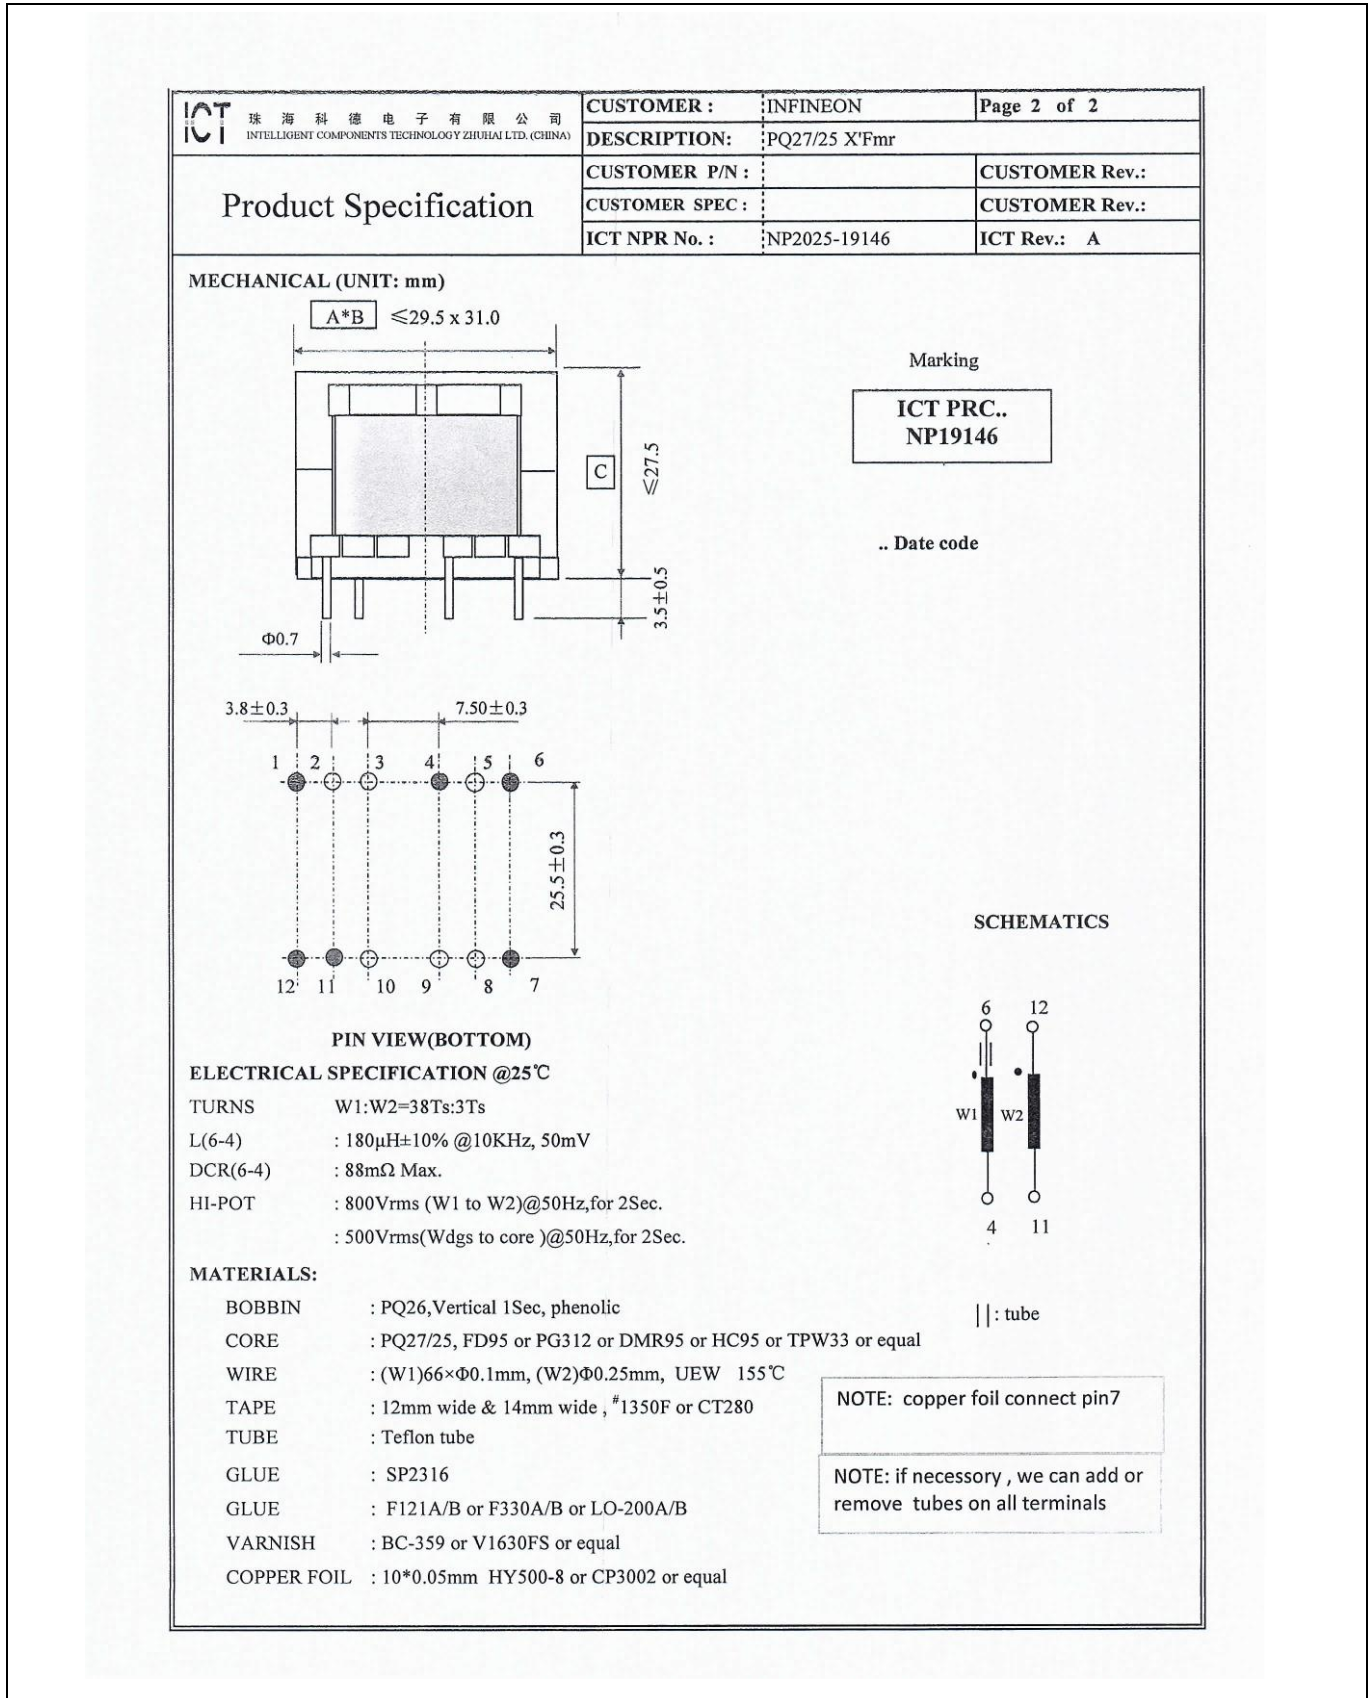 ICT 珠海科德电子有限公司
INTELLIGENT COMPONENTS TECHNOLOGY ZHUHAI LTD. (CHINA)
CUSTOMER : INFINEON Page 2 of 2
DESCRIPTION: PQ27/25 X'Fmr
Product Specification
CUSTOMER P/N : CUSTOMER Rev.:
CUSTOMER SPEC : CUSTOMER Rev.:
ICT NPR No. : NP2025-19146 ICT Rev.: A
MECHANICAL (UNIT: mm)
A*B ≤29.5 x 31.0
C ≤27.5
3.5±0.5
Φ0.7
Marking
ICT PRC..
NP19146
.. Date code
3.8±0.3 7.50±0.3
1 2 3 4 5 6
25.5±0.3
12 11 10 9 8 7
PIN VIEW(BOTTOM)
SCHEMATICS
6 12
W1 W2
4 11
||: tube
ELECTRICAL SPECIFICATION @25℃
TURNS W1:W2=38Ts:3Ts
L(6-4) : 180μH±10% @10KHz, 50mV
DCR(6-4) : 88mΩ Max.
HI-POT : 800Vrms (W1 to W2)@50Hz,for 2Sec.
: 500Vrms(Wdgs to core )@50Hz,for 2Sec.
MATERIALS:
BOBBIN : PQ26,Vertical 1Sec, phenolic
CORE : PQ27/25, FD95 or PG312 or DMR95 or HC95 or TPW33 or equal
WIRE : (W1)66×Φ0.1mm, (W2)Φ0.25mm, UEW 155℃
TAPE : 12mm wide & 14mm wide , #1350F or CT280
TUBE : Teflon tube
GLUE : SP2316
GLUE : F121A/B or F330A/B or LO-200A/B
VARNISH : BC-359 or V1630FS or equal
COPPER FOIL : 10*0.05mm HY500-8 or CP3002 or equal
NOTE: copper foil connect pin7
NOTE: if necessary , we can add or
remove tubes on all terminals